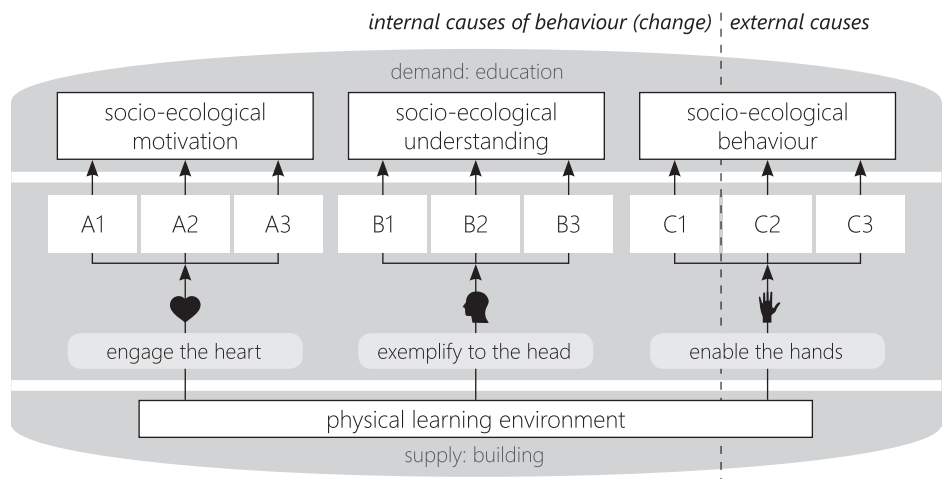 internal causes of behaviour (change) external causes
demand: education
socio-ecological
motivation
socio-ecological
understanding
socio-ecological
behaviour
A1 A2 A3 B1 B2 B3 C1 C2 C3
engage the heart
exemplify to the head
enable the hands
physical learning environment
supply: building